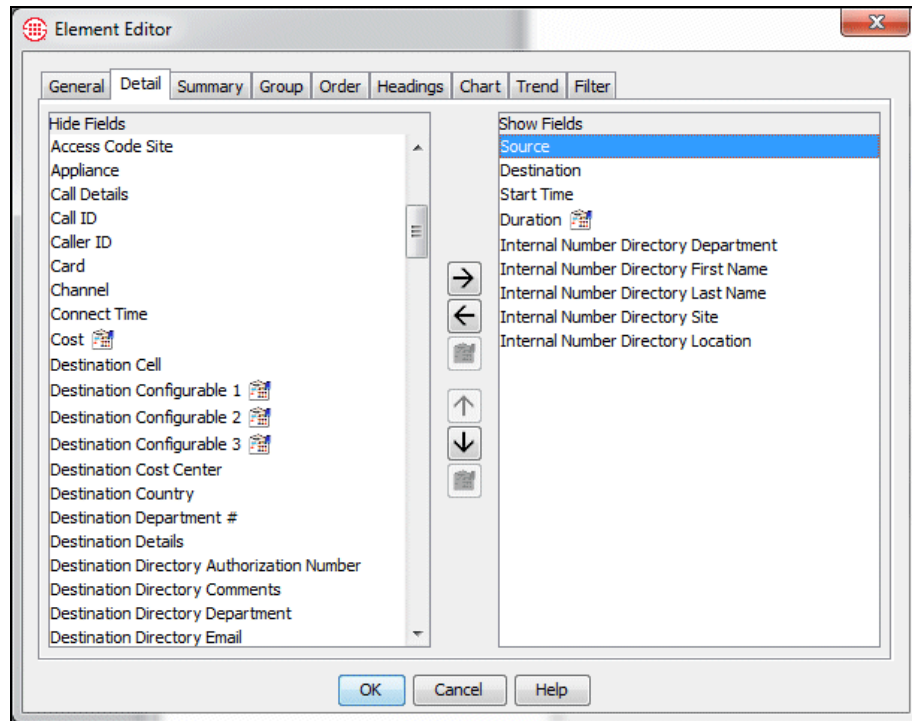 Element Editor
General Detail Summary Group Order Headings Chart Trend Filter
Hide Fields
Access Code Site
Appliance
Call Details
Call ID
Caller ID
Card
Channel
Connect Time
Cost
Destination Cell
Destination Configurable 1
Destination Configurable 2
Destination Configurable 3
Destination Cost Center
Destination Country
Destination Department #
Destination Details
Destination Directory Authorization Number
Destination Directory Comments
Destination Directory Department
Destination Directory Email
Show Fields
Source
Destination
Start Time
Duration
Internal Number Directory Department
Internal Number Directory First Name
Internal Number Directory Last Name
Internal Number Directory Site
Internal Number Directory Location
OK Cancel Help